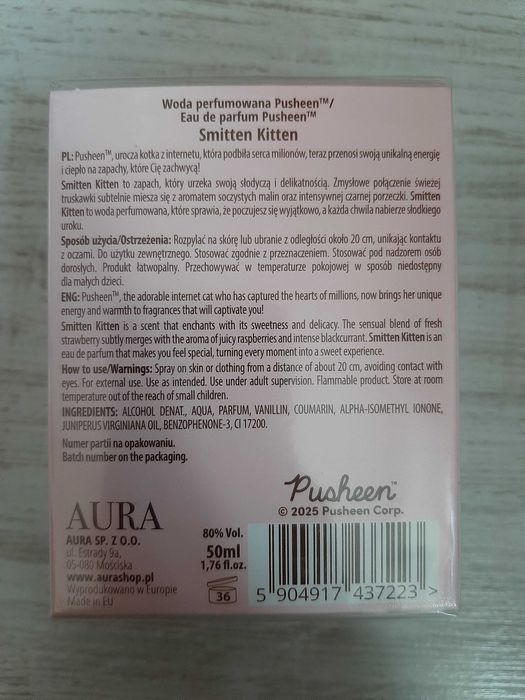 Woda perfumowana Pusheen™/
Eau de parfum Pusheen™
Smitten Kitten
PL: Pusheen™, urocza kotka z internetu, która podbiła serca milionów, teraz przenosi swoją unikalną energię
i ciepło na zapachy, które Cię zachwycą!
Smitten Kitten to zapach, który urzeka swoją słodyczą i delikatnością. Zmysłowe połączenie świeżej
truskawki subtelnie miesza się z aromatem soczystych malin oraz intensywnej czarnej porzeczki. Smitten
Kitten to woda perfumowana, które sprawia, że poczujesz się wyjątkowo, a każda chwila nabierze słodkiego
uroku.
Sposób użycia/Ostrzeżenia: Rozpylać na skórę lub ubranie z odległości około 20 cm, unikając kontaktu
z oczami. Do użytku zewnętrznego. Stosować zgodnie z przeznaczeniem. Stosować pod nadzorem osób
dorosłych. Produkt łatwopalny. Przechowywać w temperaturze pokojowej w sposób niedostępny
dla małych dzieci.
ENG: Pusheen™, the adorable internet cat who has captured the hearts of millions, now brings her unique
energy and warmth to fragrances that will captivate you!
Smitten Kitten is a scent that enchants with its sweetness and delicacy. The sensual blend of fresh
strawberry subtly merges with the aroma of juicy raspberries and intense blackcurrant. Smitten Kitten is an
eau de parfum that makes you feel special, turning every moment into a sweet experience.
How to use/Warnings: Spray on skin or clothing from a distance of about 20 cm, avoiding contact with
eyes. For external use. Use as intended. Use under adult supervision. Flammable product. Store at room
temperature out of the reach of small children.
INGREDIENTS: ALCOHOL DENAT., AQUA, PARFUM, VANILLIN, COUMARIN, ALPHA-ISOMETHYL IONONE,
JUNIPERUS VIRGINIANA OIL, BENZOPHENONE-3, CI 17200.
Numer partii na opakowaniu.
Batch number on the packaging.
Pusheen™
© 2025 Pusheen Corp.
AURA
AURA SP. Z O.O.
ul. Estrady 9a,
05-080 Mościska
www.aurashop.pl
Wyprodukowano w Europie
Made in EU
80% Vol.
50ml
1,76 fl.oz.
36
5 904917 437223 >